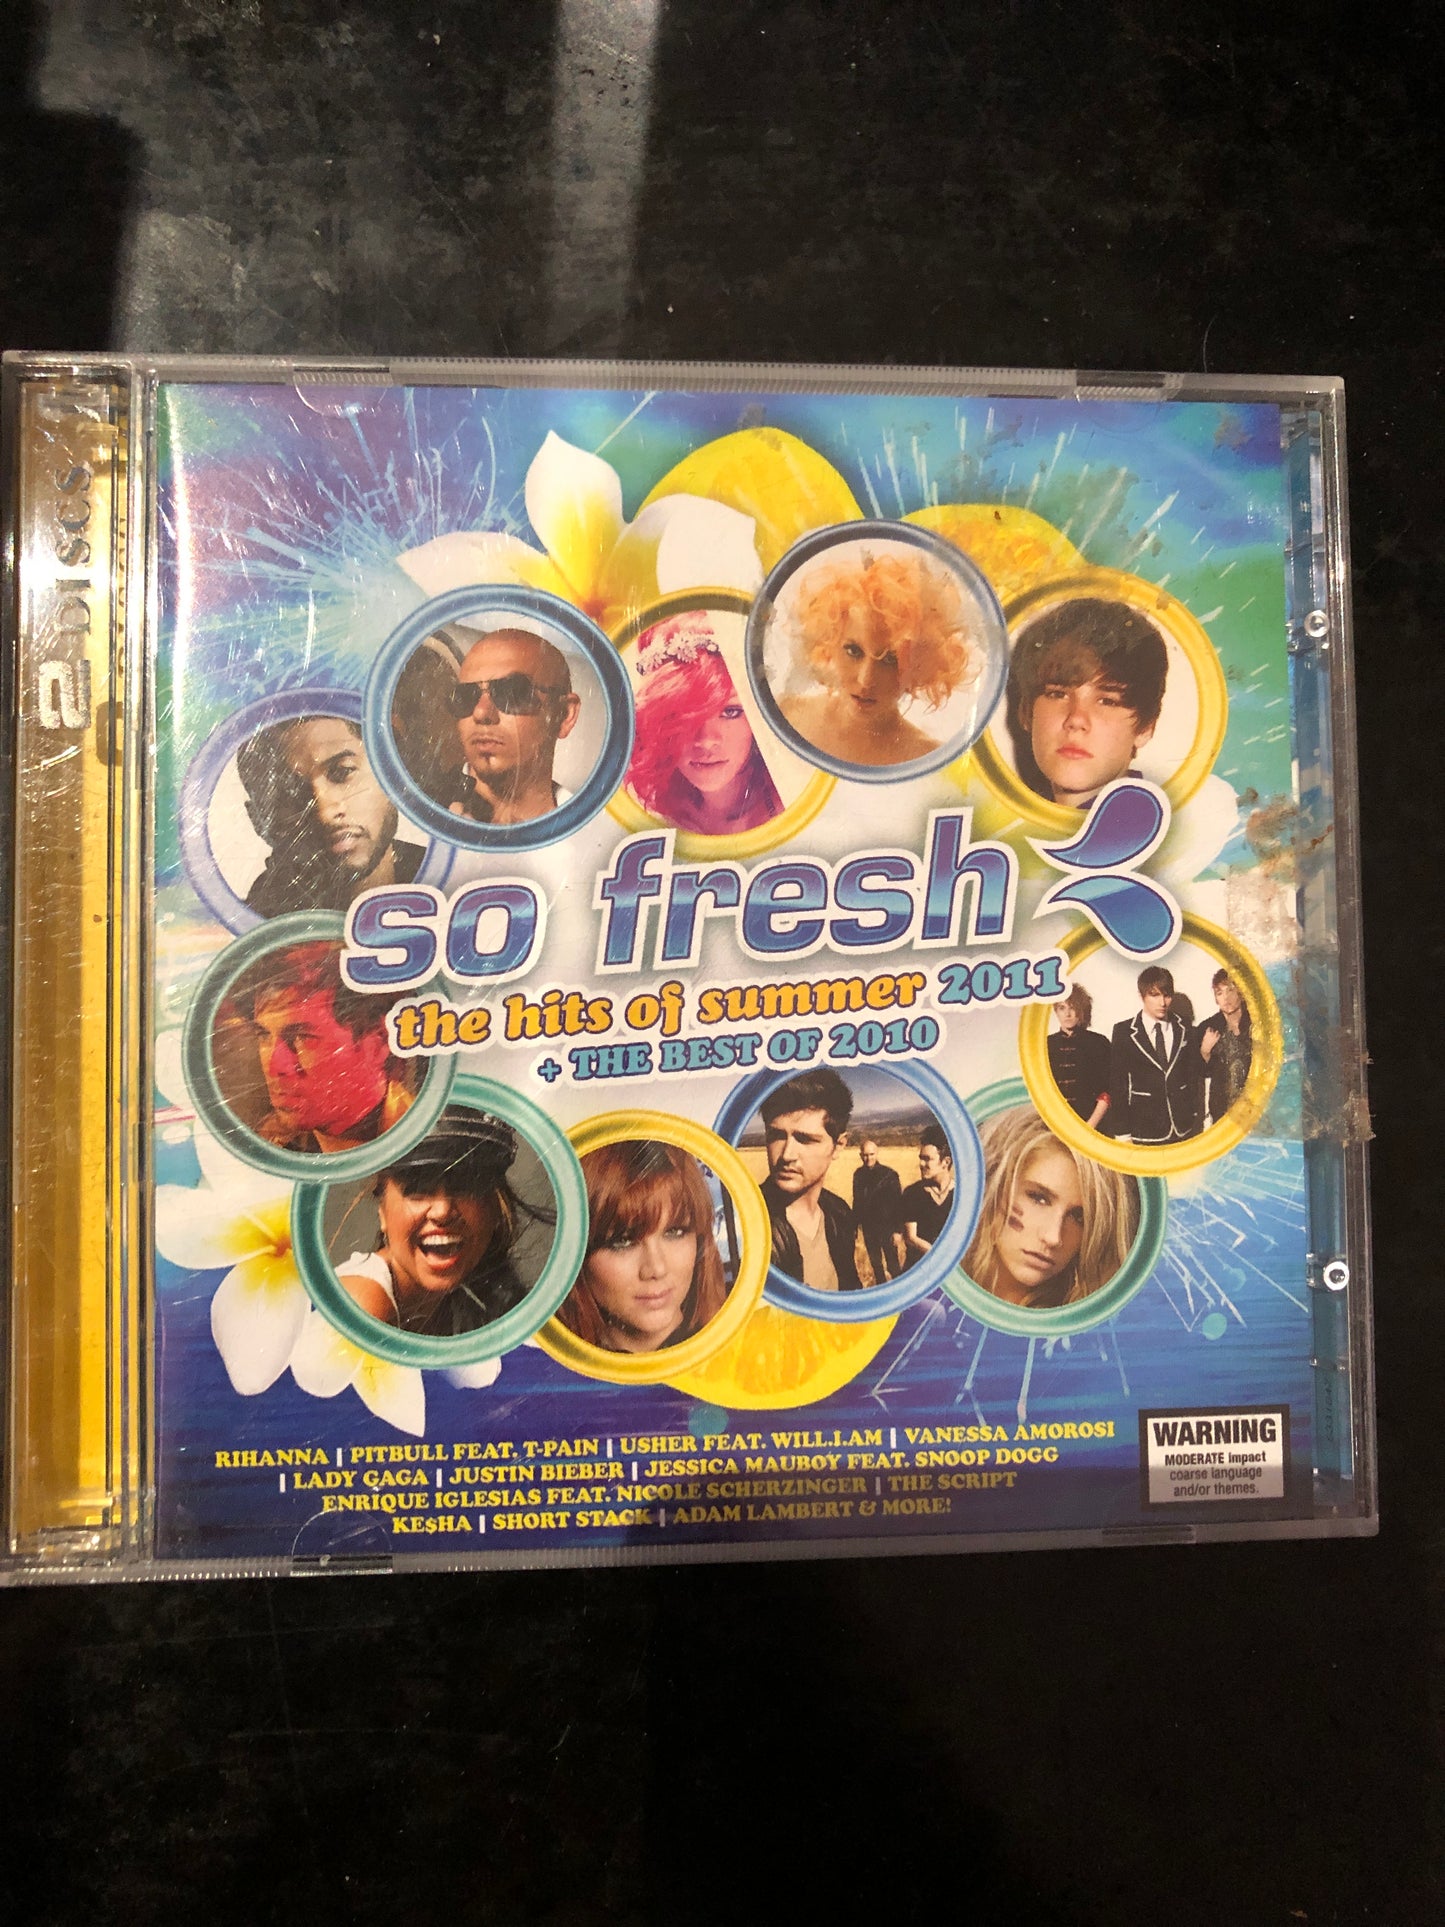 2 DISCS
so fresh
the hits of summer 2011
+ THE BEST OF 2010
RIHANNA | PITBULL FEAT. T-PAIN | USHER FEAT. WILL.I.AM | VANESSA AMOROSI
| LADY GAGA | JUSTIN BIEBER | JESSICA MAUBOY FEAT. SNOOP DOGG
ENRIQUE IGLESIAS FEAT. NICOLE SCHERZINGER | THE SCRIPT
KE$HA | SHORT STACK | ADAM LAMBERT & MORE!
WARNING
MODERATE impact
coarse language
and/or themes.